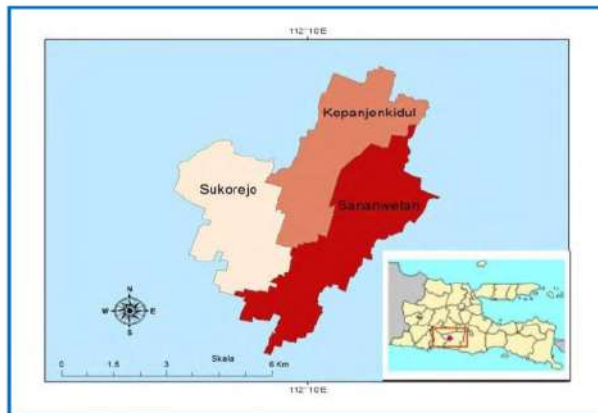 112°10'E
Kepanjenkidul
Sukorejo
Sananwetan
N
W E
S
Skala
0 1.5 3 6 Km
112°10'E